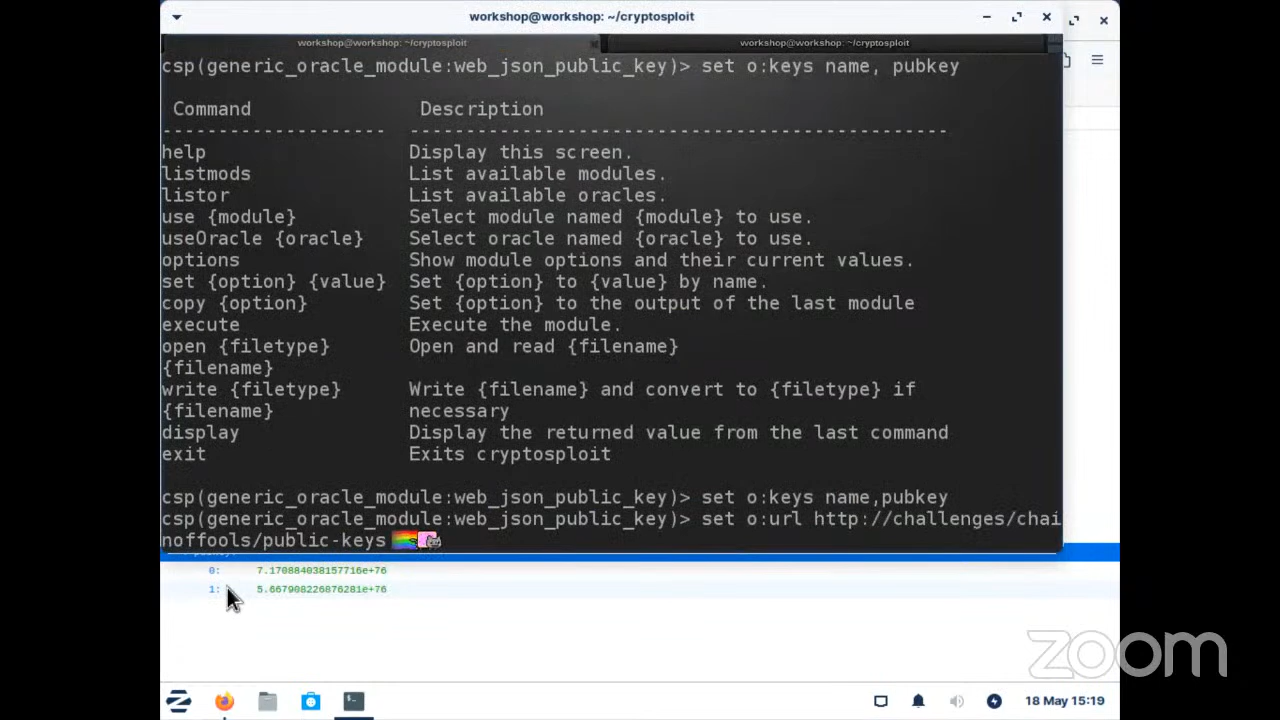 workshop@workshop: ~/cryptosploit
workshop@workshop: ~/cryptosploit
workshop@workshop: ~/cryptosploit
csp(generic_oracle_module:web_json_public_key)> set o:keys name, pubkey
Command Description
-------------------- ------------------------------------------------
help Display this screen.
listmods List available modules.
listor List available oracles.
use {module} Select module named {module} to use.
useOracle {oracle} Select oracle named {oracle} to use.
options Show module options and their current values.
set {option} {value} Set {option} to {value} by name.
copy {option} Set {option} to the output of the last module
execute Execute the module.
open {filetype} Open and read {filename}
{filename}
write {filetype} Write {filename} and convert to {filetype} if
{filename} necessary
display Display the returned value from the last command
exit Exits cryptosploit
csp(generic_oracle_module:web_json_public_key)> set o:keys name,pubkey
csp(generic_oracle_module:web_json_public_key)> set o:url http://challenges/chai
noffools/public-keys
0: 7.170884038157716e+76
1: 5.667908226876281e+76
zoom
18 May 15:19